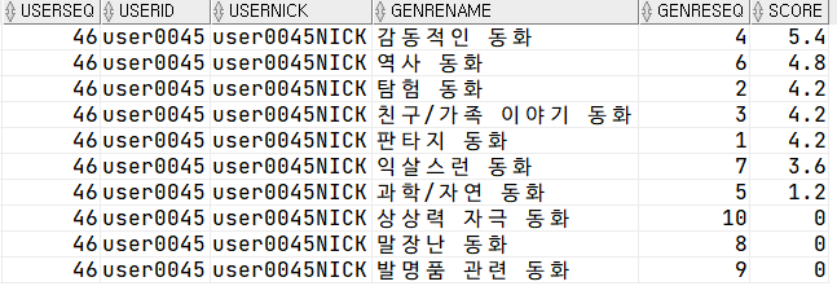 USERSEQ USERID USERNICK GENRENAME GENRESEQ SCORE
46 user0045 user0045NICK 감동적인 동화 4 5.4
46 user0045 user0045NICK 역사 동화 6 4.8
46 user0045 user0045NICK 탐험 동화 2 4.2
46 user0045 user0045NICK 친구/가족 이야기 동화 3 4.2
46 user0045 user0045NICK 판타지 동화 1 4.2
46 user0045 user0045NICK 익살스런 동화 7 3.6
46 user0045 user0045NICK 과학/자연 동화 5 1.2
46 user0045 user0045NICK 상상력 자극 동화 10 0
46 user0045 user0045NICK 말장난 동화 8 0
46 user0045 user0045NICK 발명품 관련 동화 9 0